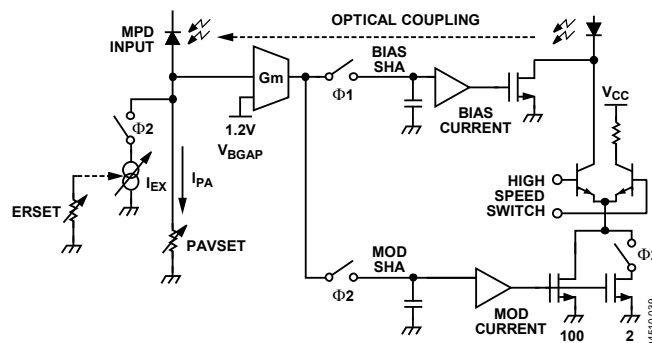 MPD
INPUT
OPTICAL COUPLING
Gm
1.2V
VBGAP
Φ1
BIAS
SHA
BIAS
CURRENT
VCC
HIGH
SPEED
SWITCH
Φ2
IEX
IPA
ERSET
PAVSET
MOD
SHA
Φ2
MOD
CURRENT
100
2